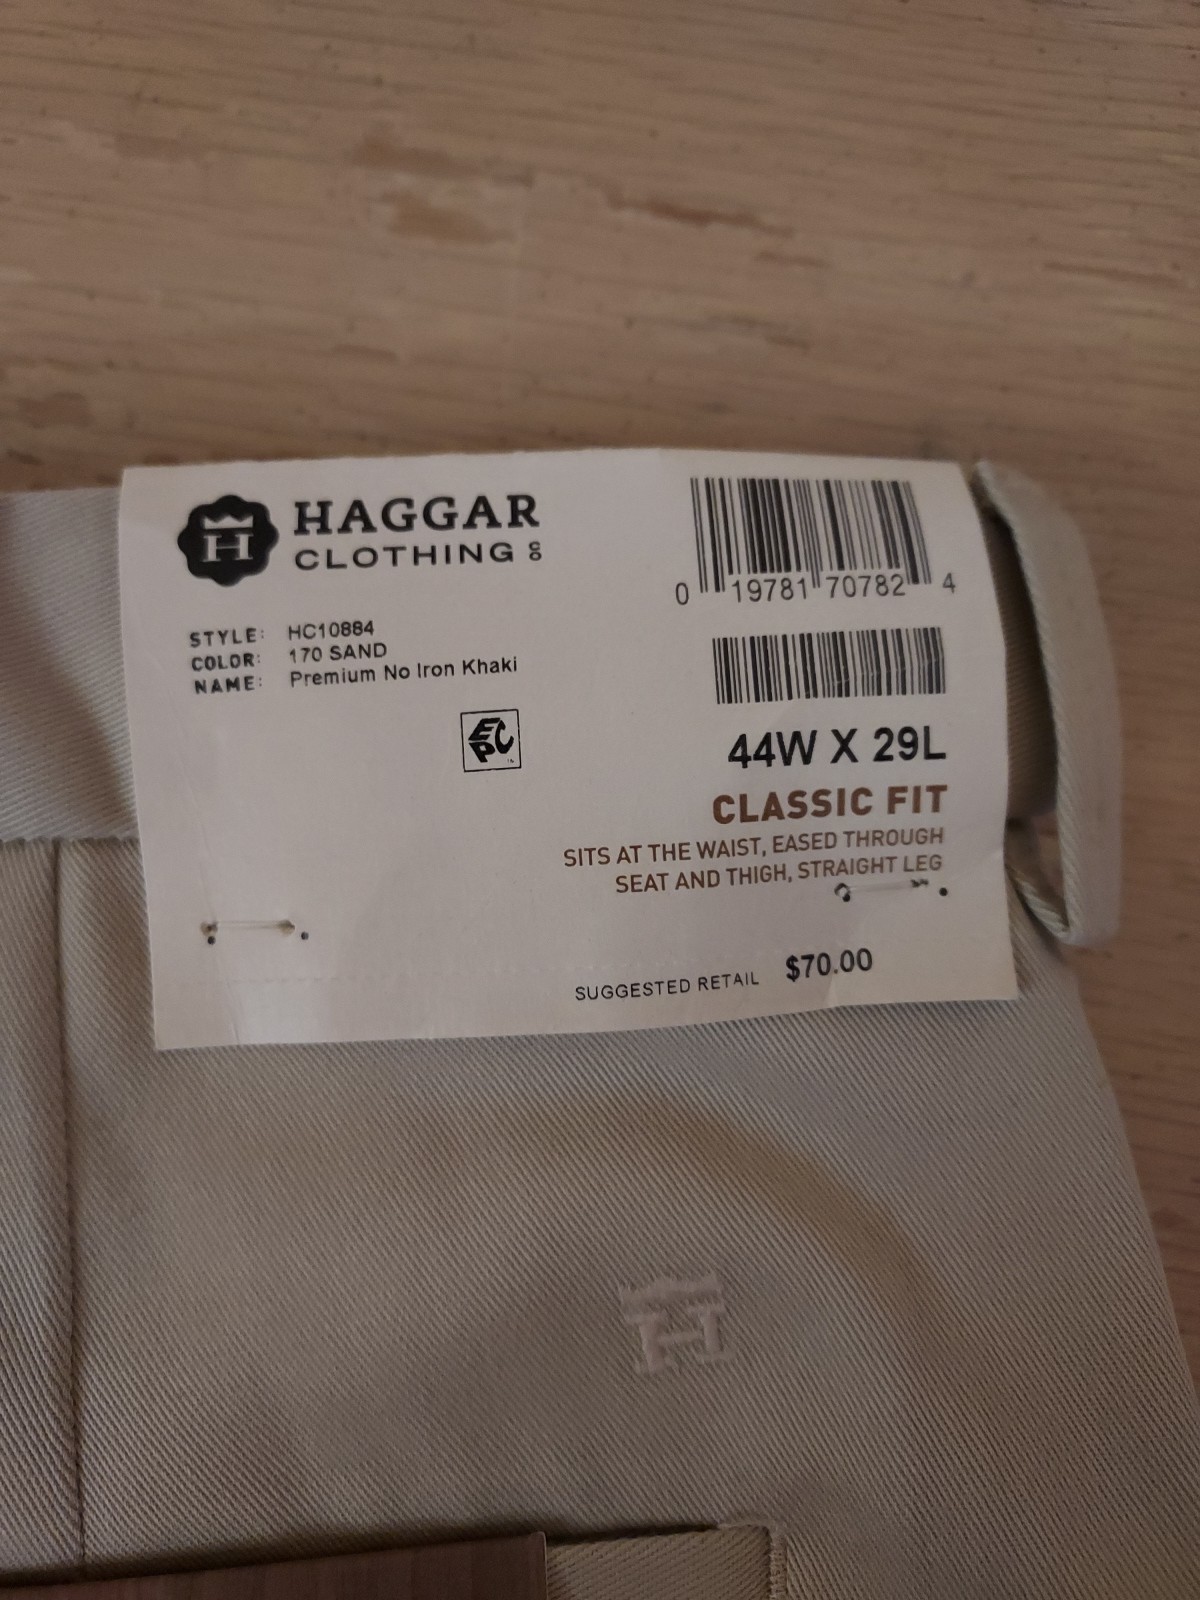 H
HAGGAR
CLOTHING CO
0 19781 70782 4
STYLE: HC10884
COLOR: 170 SAND
NAME: Premium No Iron Khaki
EPC
44W X 29L
CLASSIC FIT
SITS AT THE WAIST, EASED THROUGH
SEAT AND THIGH, STRAIGHT LEG
SUGGESTED RETAIL $70.00
H